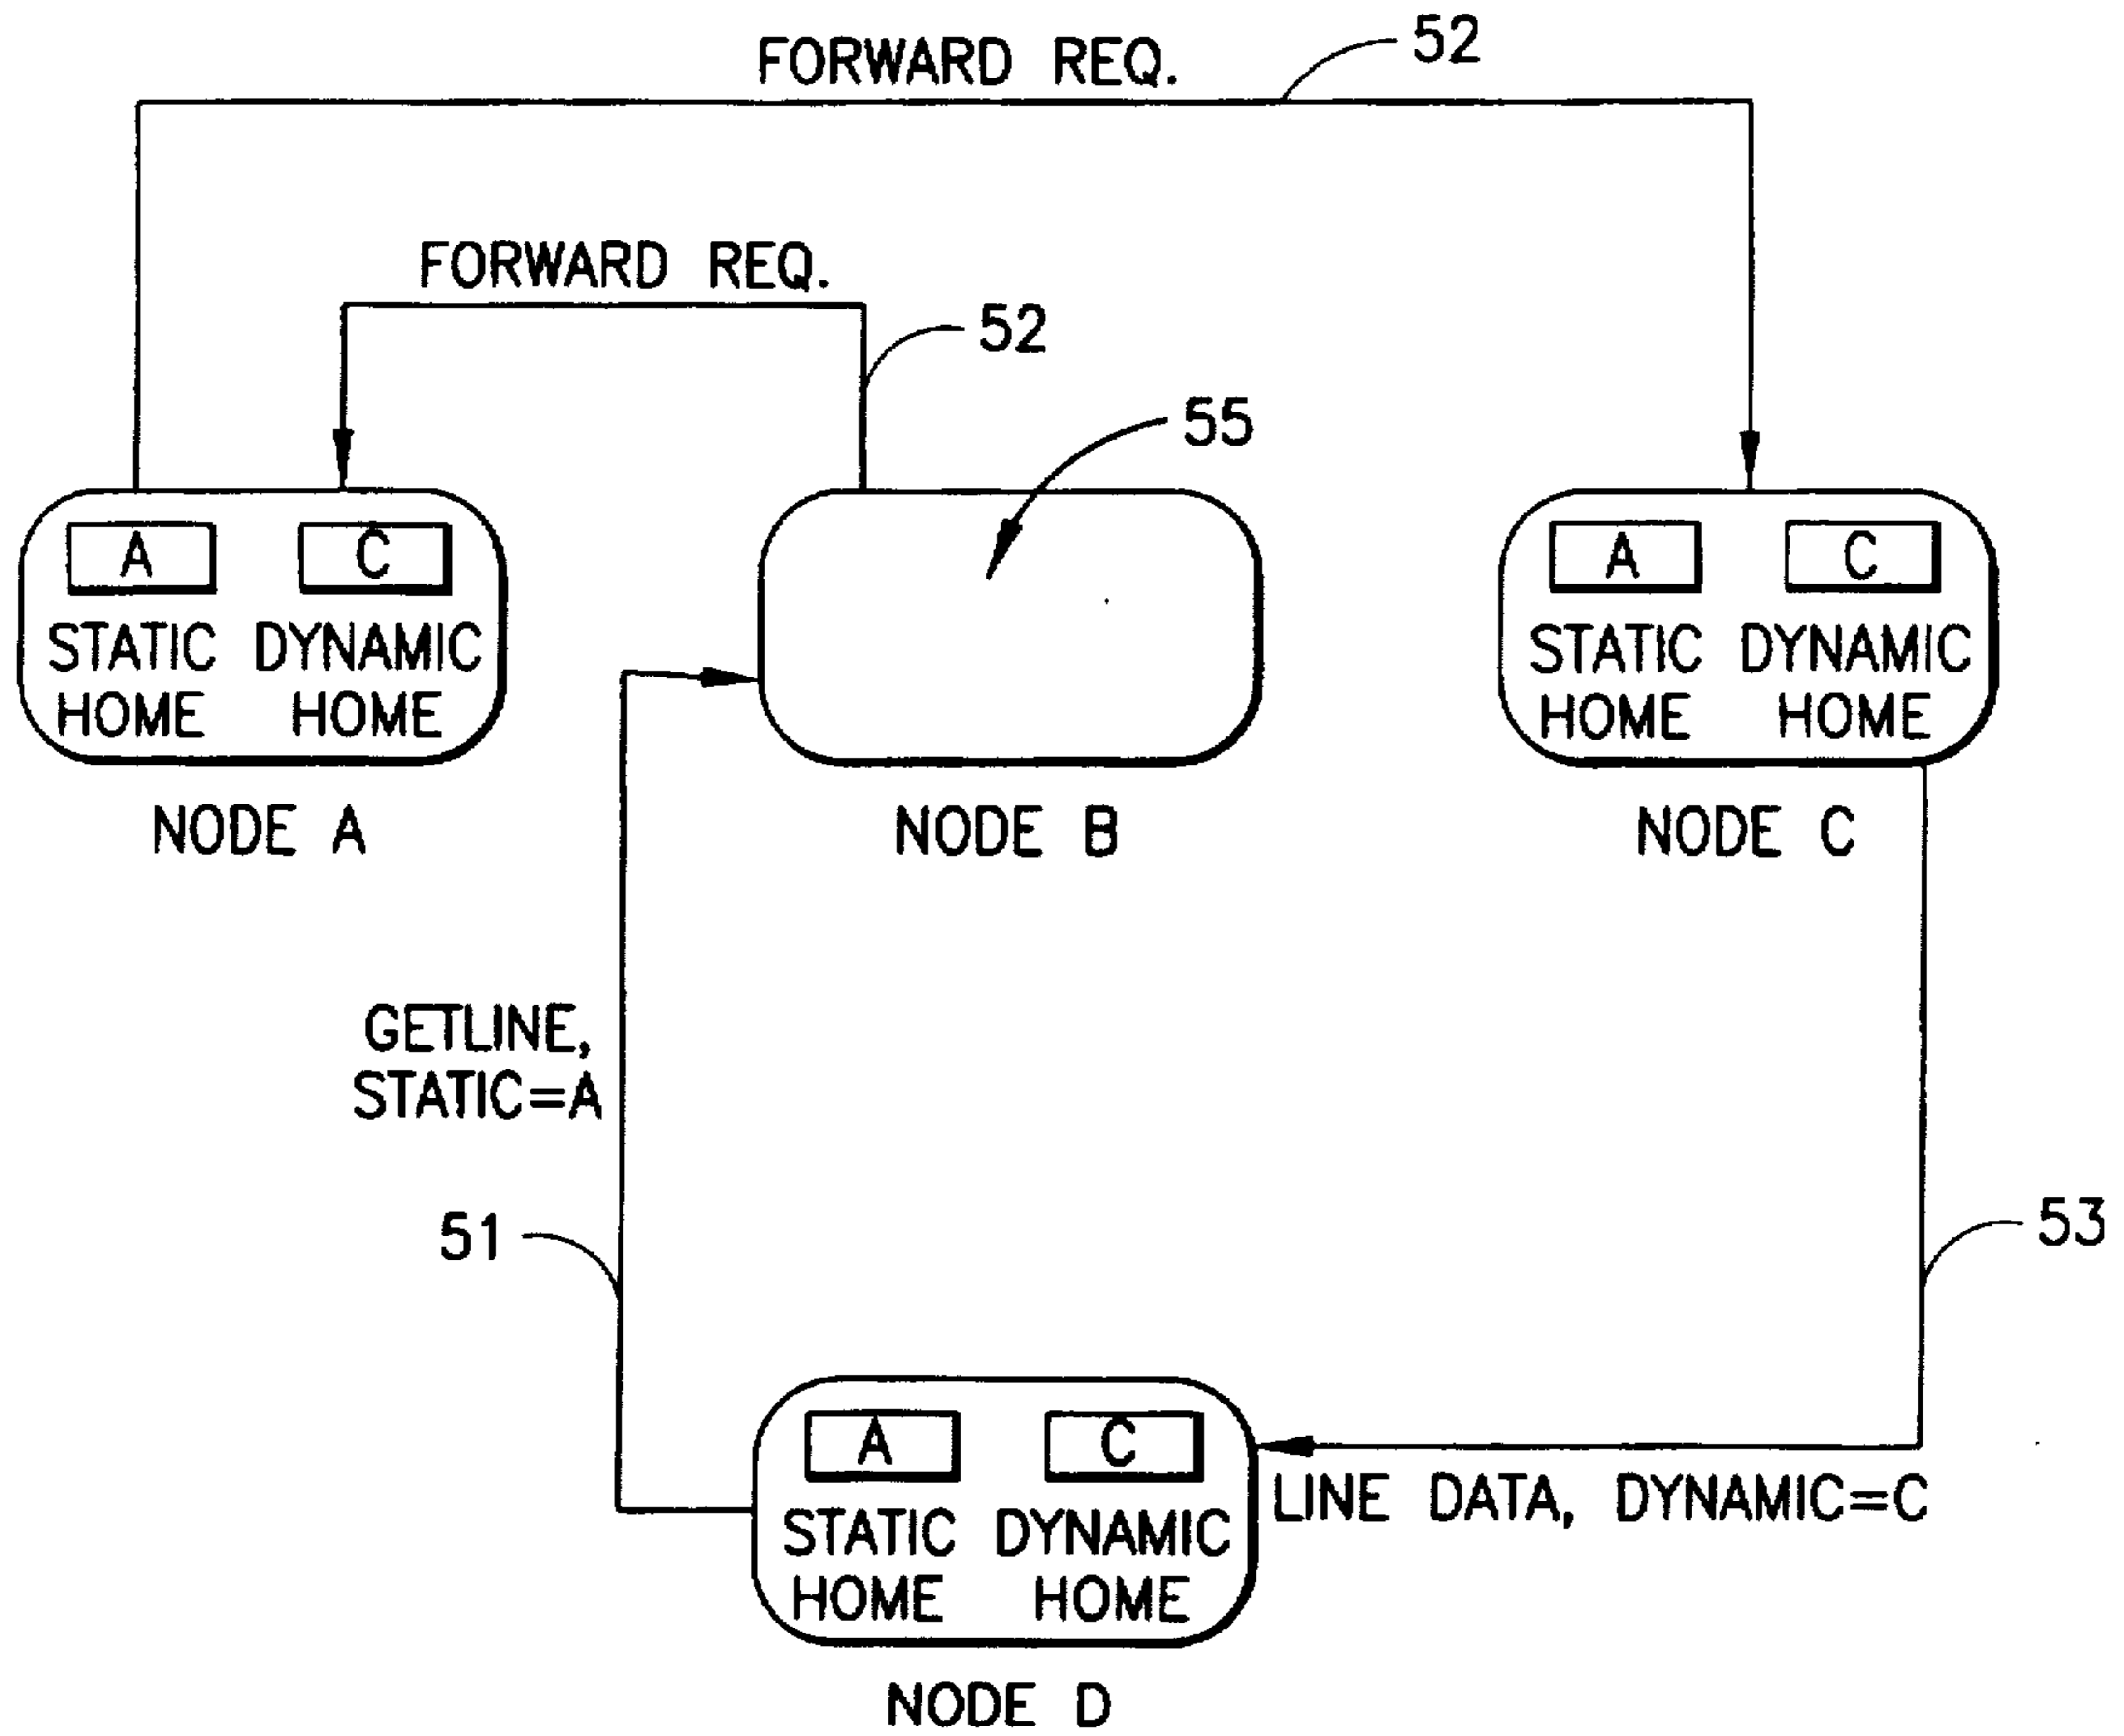 FORWARD REQ.
52
FORWARD REQ.
52
55
A
C
STATIC
HOME
DYNAMIC
HOME
NODE A
NODE B
A
C
STATIC
HOME
DYNAMIC
HOME
NODE C
GETLINE,
STATIC=A
51
53
A
C
STATIC
HOME
DYNAMIC
HOME
NODE D
LINE DATA, DYNAMIC=C